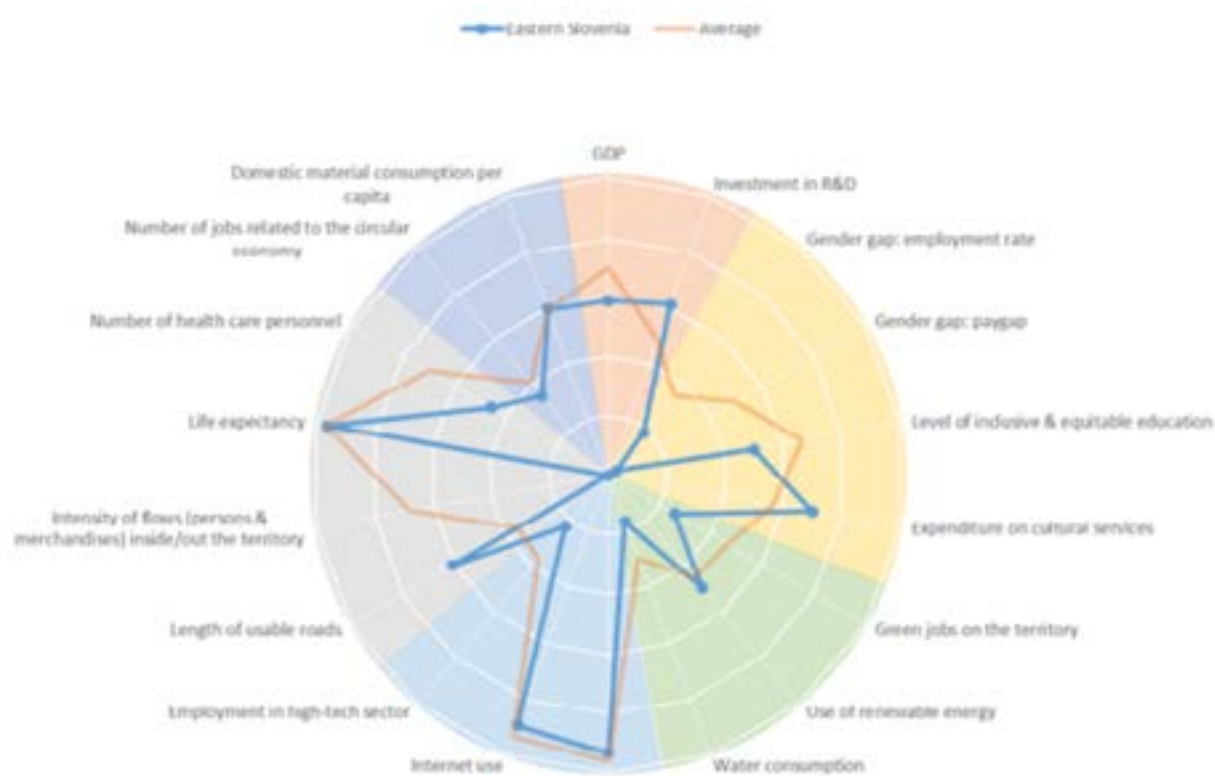 Eastern Slovenia
Average
GDP
Investment in R&D
Gender gap: employment rate
Gender gap: paygap
Level of inclusive & equitable education
Expenditure on cultural services
Green jobs on the territory
Use of renewable energy
Water consumption
Internet use
Employment in high-tech sector
Length of usable roads
Intensity of flows (persons &
merchandises) inside/out the territory
Life expectancy
Number of health care personnel
Number of jobs related to the circular
economy
Domestic material consumption per
capita